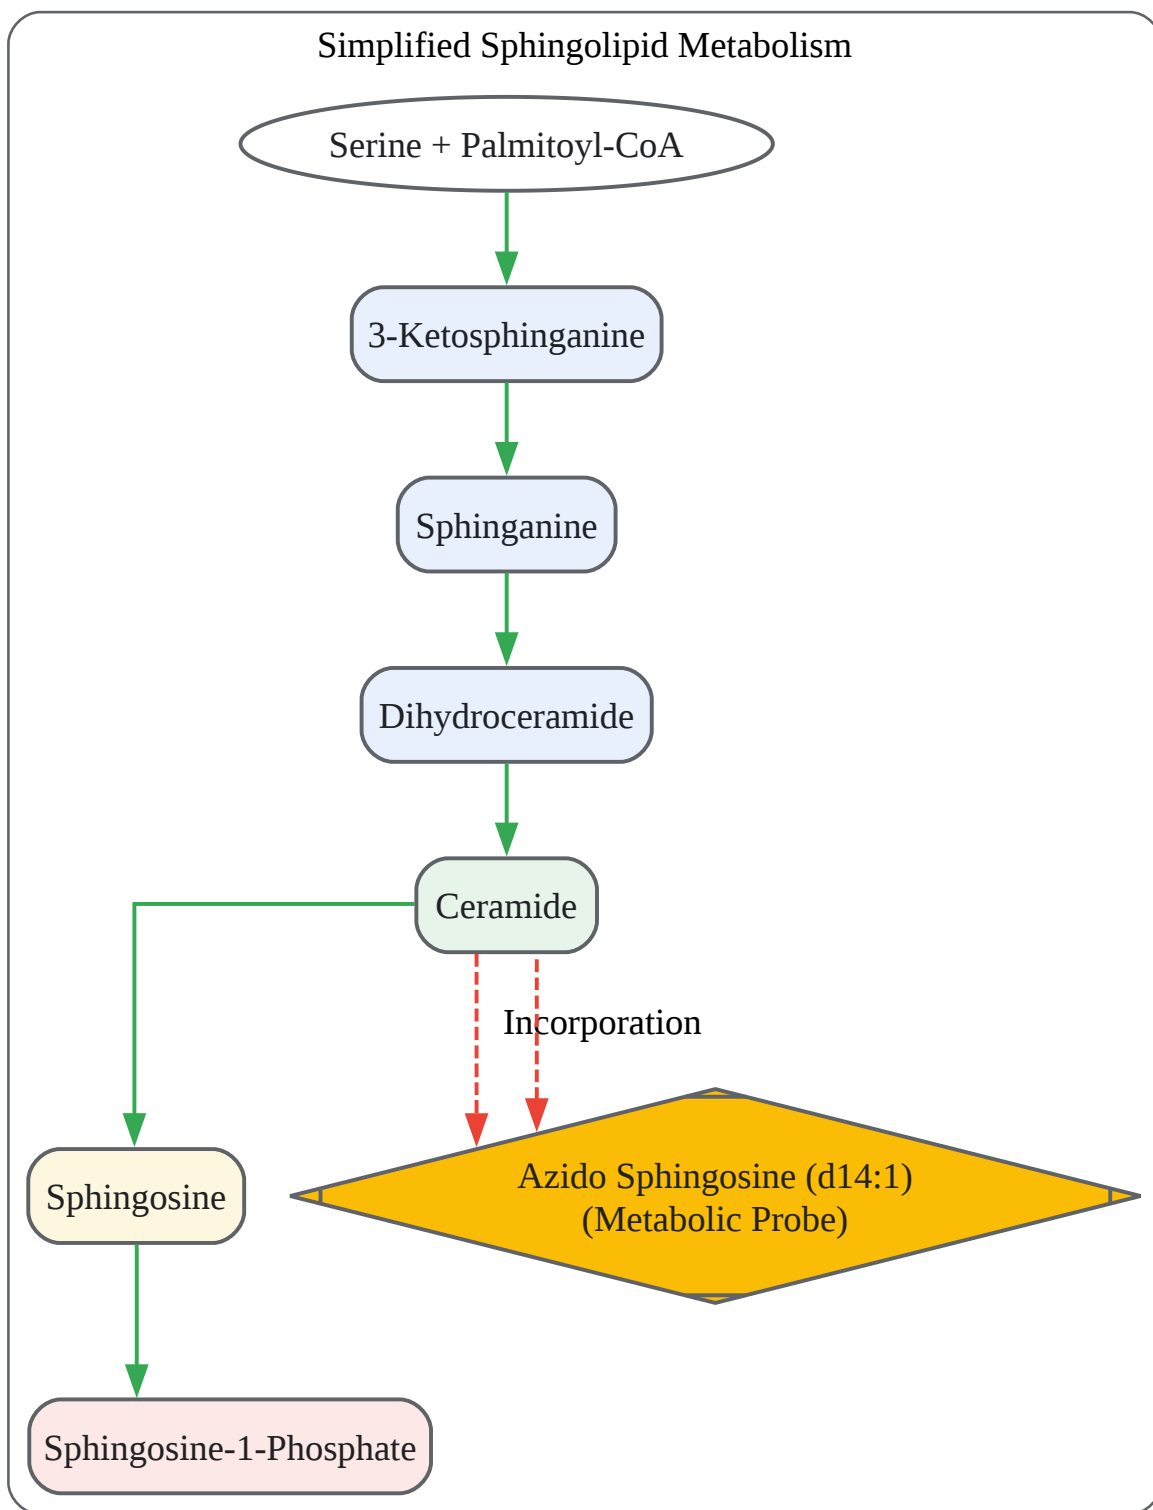 Simplified Sphingolipid Metabolism
Serine + Palmitoyl-CoA
3-Ketosphinganine
Sphinganine
Dihydroceramide
Ceramide
Incorporation
Sphingosine
Azido Sphingosine (d14:1)
(Metabolic Probe)
Sphingosine-1-Phosphate